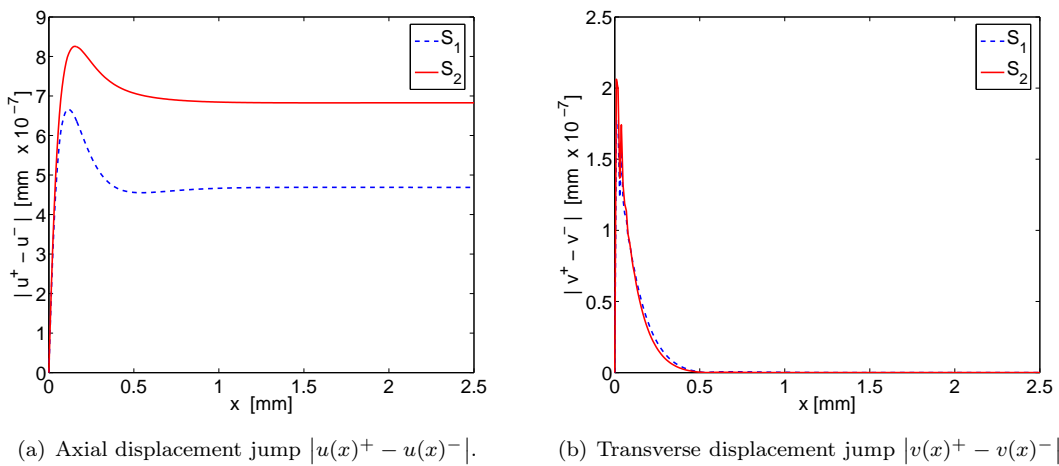 9
8
7
6
5
4
3
2
1
0
| u⁺ − u⁻ | [mm x 10⁻⁷]
0 0.5 1 1.5 2 2.5
x [mm]
S₁
S₂
2.5
2
1.5
1
0.5
0
| v⁺ − v⁻ | [mm x 10⁻⁷]
0 0.5 1 1.5 2 2.5
x [mm]
S₁
S₂
(a) Axial displacement jump |u(x)⁺ − u(x)⁻|.
(b) Transverse displacement jump |v(x)⁺ − v(x)⁻|